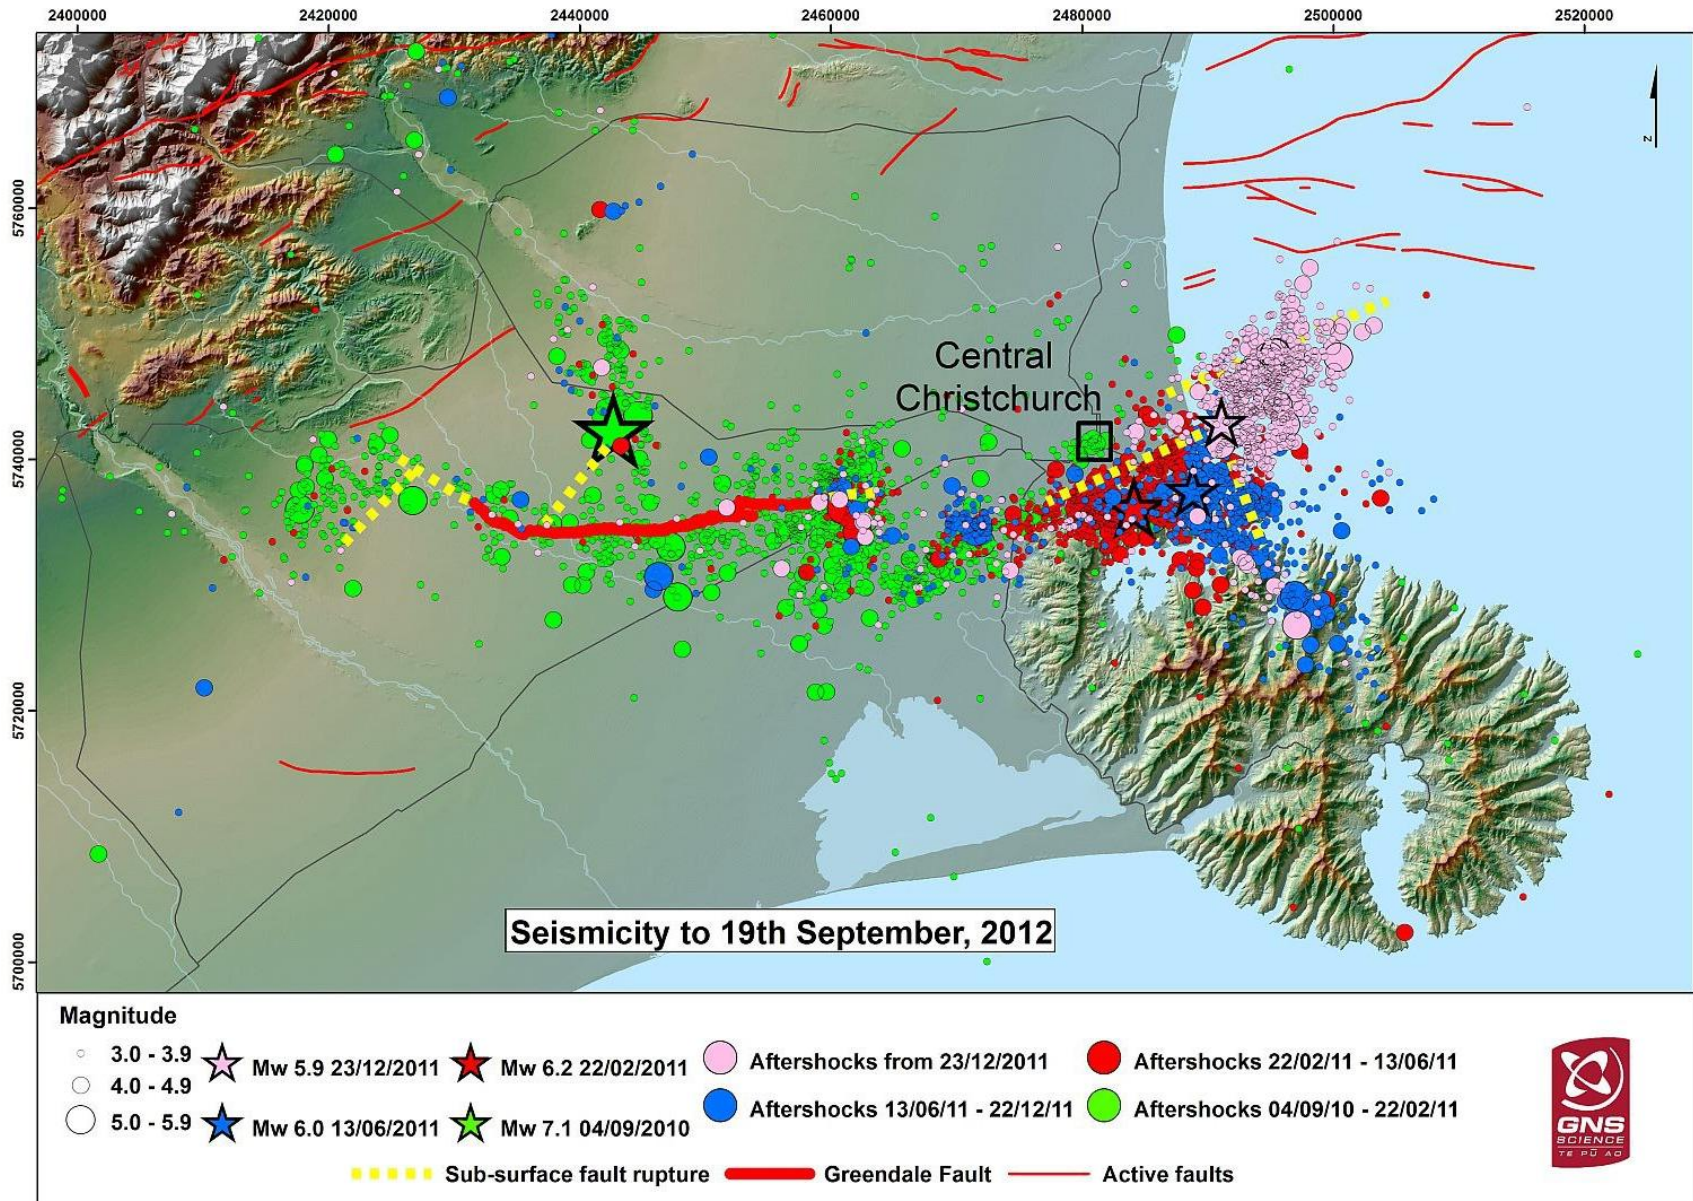 2400000 2420000 2440000 2460000 2480000 2500000 2520000
5760000
5740000
5720000
5700000
z
Central
Christchurch
Seismicity to 19th September, 2012
Magnitude
3.0 - 3.9
4.0 - 4.9
5.0 - 5.9
Mw 5.9 23/12/2011
Mw 6.0 13/06/2011
Mw 6.2 22/02/2011
Mw 7.1 04/09/2010
Aftershocks from 23/12/2011
Aftershocks 13/06/11 - 22/12/11
Aftershocks 22/02/11 - 13/06/11
Aftershocks 04/09/10 - 22/02/11
Sub-surface fault rupture
Greendale Fault
Active faults
GNS
SCIENCE
TE PŪ AO